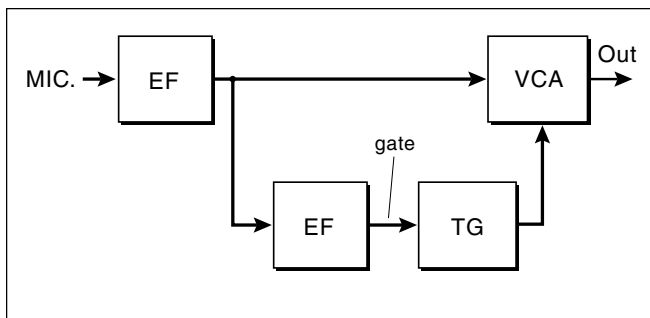 Out
MIC.
EF
VCA
gate
EF
TG